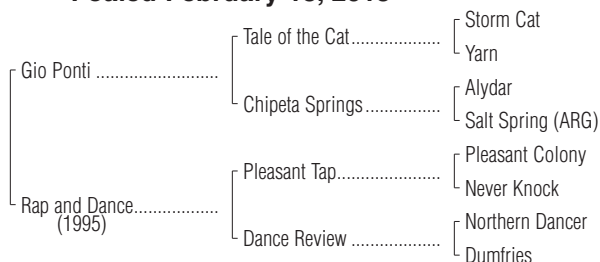 Foaled February
Storm Cat
Tale of the Cat....................
Yarn
Gio Ponti ...........................
Alydar
Chipeta Springs.................
Salt Spring (ARG)
Pleasant Colony
Pleasant Tap.......................
Never Knock
Rap and Dance...................
(1995)
Northern Dancer
Dance Review ....................
Dumfries